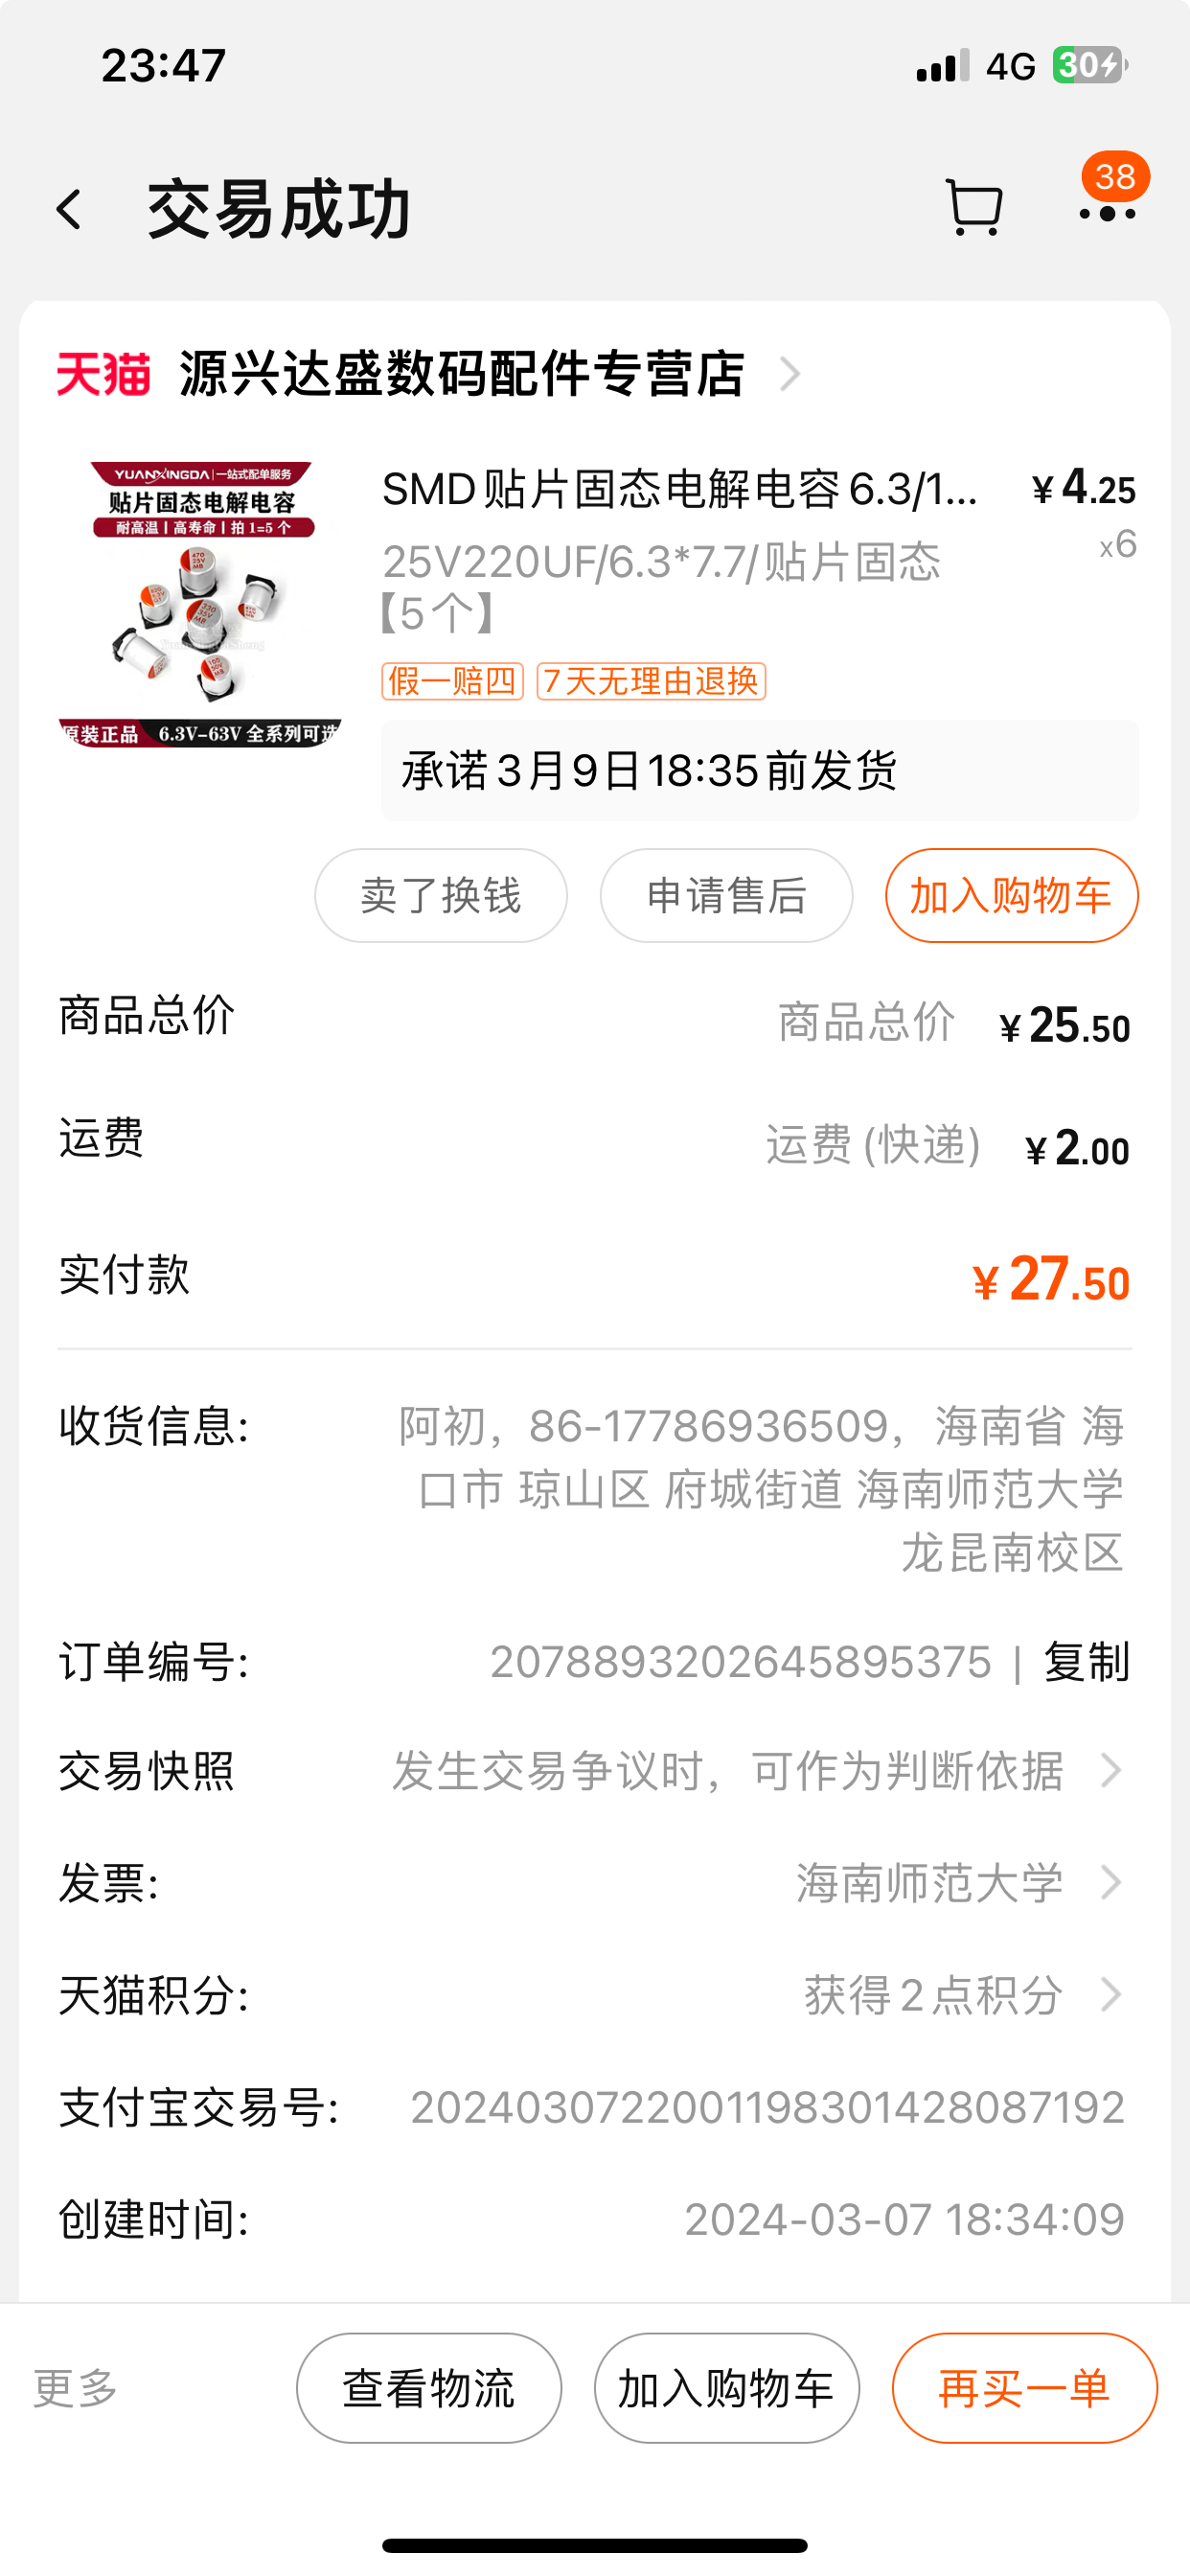 23:47
4G 30
交易成功
38
天猫 源兴达盛数码配件专营店
YUANXINGDA|一站式配单服务
贴片固态电解电容
耐高温 | 高寿命 | 拍1=5个
原装正品 6.3V-63V 全系列可选
SMD贴片固态电解电容6.3/1... ¥4.25
25V220UF/6.3*7.7/贴片固态 x6
【5个】
假一赔四 7天无理由退换
承诺3月9日18:35前发货
卖了换钱 申请售后 加入购物车
商品总价 商品总价 ¥25.50
运费 运费(快递) ¥2.00
实付款 ¥27.50
收货信息: 阿初，86-17786936509，海南省 海
口市 琼山区 府城街道 海南师范大学
龙昆南校区
订单编号: 2078893202645895375 | 复制
交易快照 发生交易争议时，可作为判断依据
发票: 海南师范大学
天猫积分: 获得2点积分
支付宝交易号: 2024030722001198301428087192
创建时间: 2024-03-07 18:34:09
更多 查看物流 加入购物车 再买一单